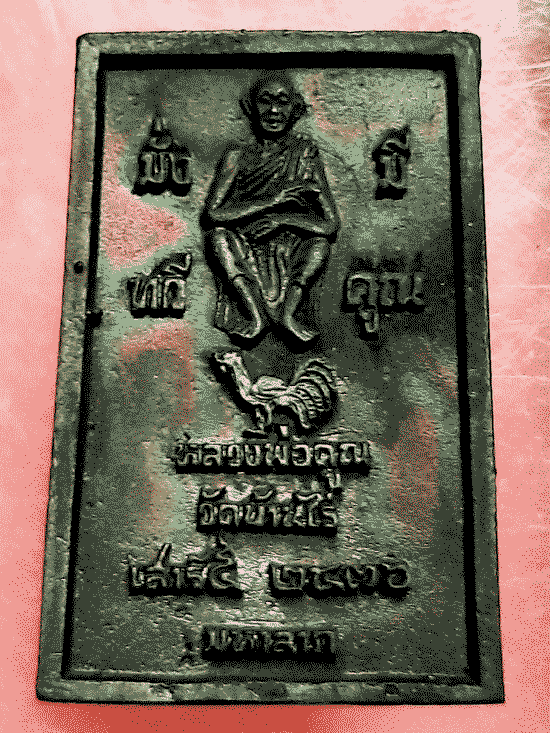 มั่ง มี
ทวี คูณ
หลวงพ่อคูณ
วัดบ้านไร่
เสาร์๕ ๒๕๓๖
มหาลาภ